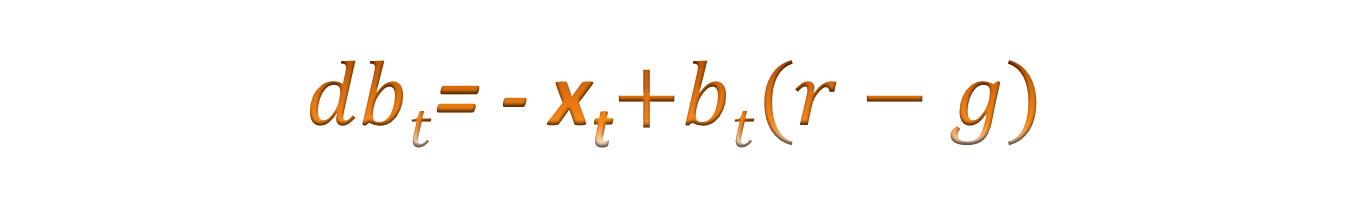 db_t= - x_t+b_t(r − g)